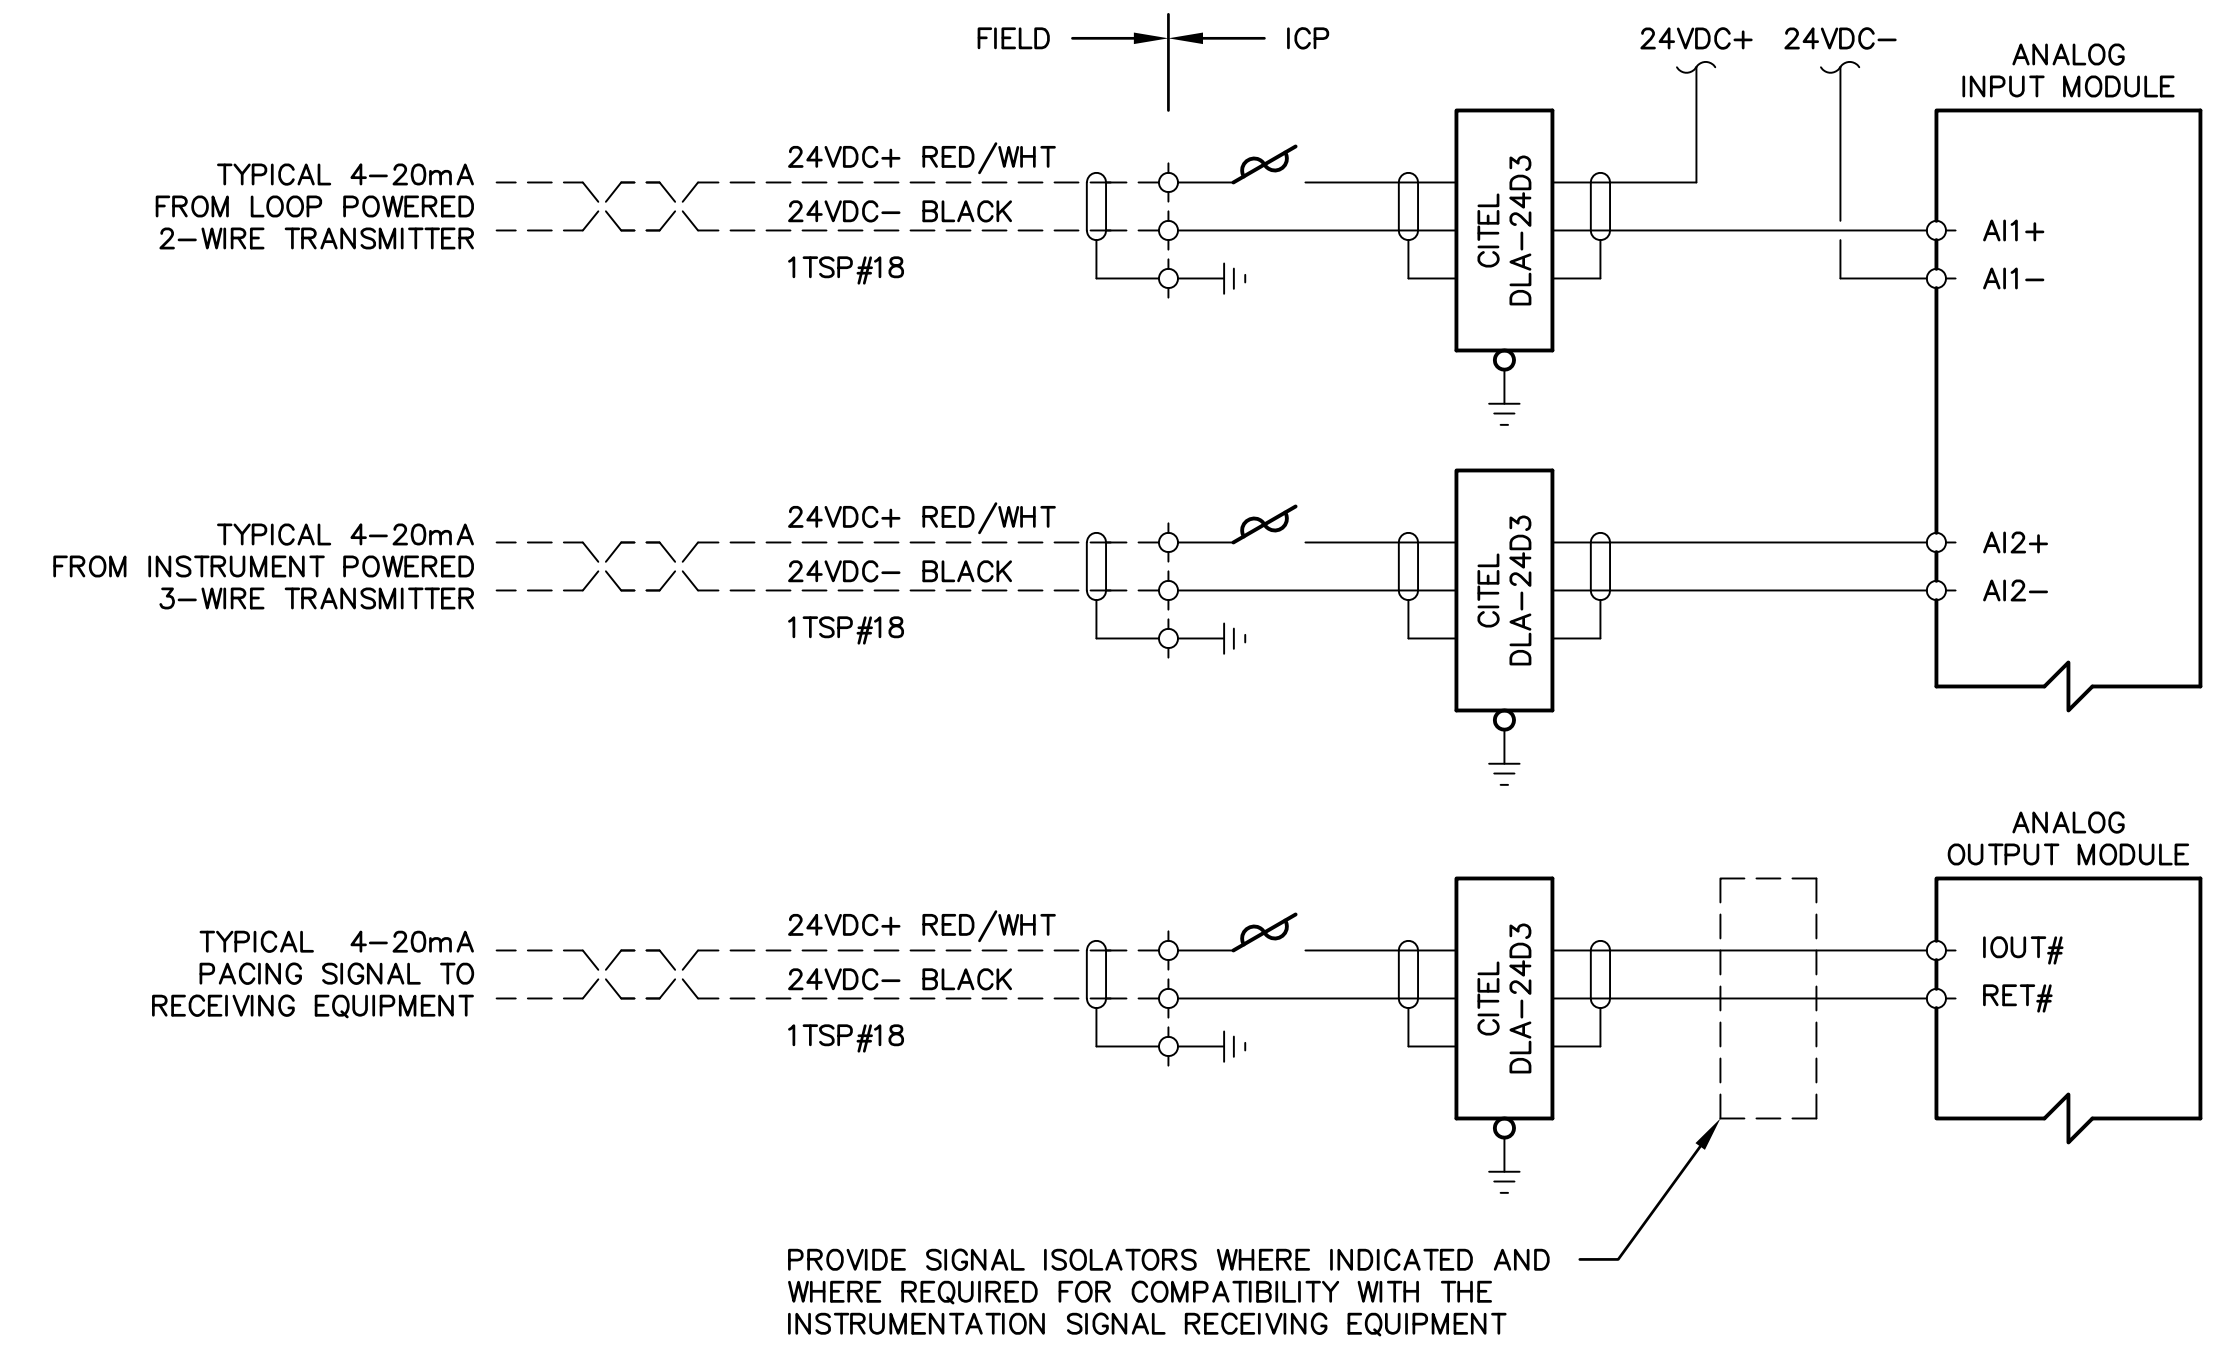 FIELD
ICP
24VDC+ 24VDC-
ANALOG
INPUT MODULE
TYPICAL 4-20mA
FROM LOOP POWERED
2-WIRE TRANSMITTER
24VDC+ RED/WHT
24VDC- BLACK
1TSP#18
CITEL
DLA-24D3
AI1+
AI1-
TYPICAL 4-20mA
FROM INSTRUMENT POWERED
3-WIRE TRANSMITTER
24VDC+ RED/WHT
24VDC- BLACK
1TSP#18
CITEL
DLA-24D3
AI2+
AI2-
ANALOG
OUTPUT MODULE
TYPICAL 4-20mA
PACING SIGNAL TO
RECEIVING EQUIPMENT
24VDC+ RED/WHT
24VDC- BLACK
1TSP#18
CITEL
DLA-24D3
IOUT#
RET#
PROVIDE SIGNAL ISOLATORS WHERE INDICATED AND
WHERE REQUIRED FOR COMPATIBILITY WITH THE
INSTRUMENTATION SIGNAL RECEIVING EQUIPMENT